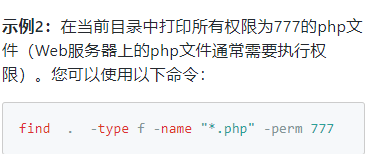 示例2：在当前目录中打印所有权限为777的php文
件（Web服务器上的php文件通常需要执行权
限）。您可以使用以下命令：
find . -type f -name "*.php" -perm 777